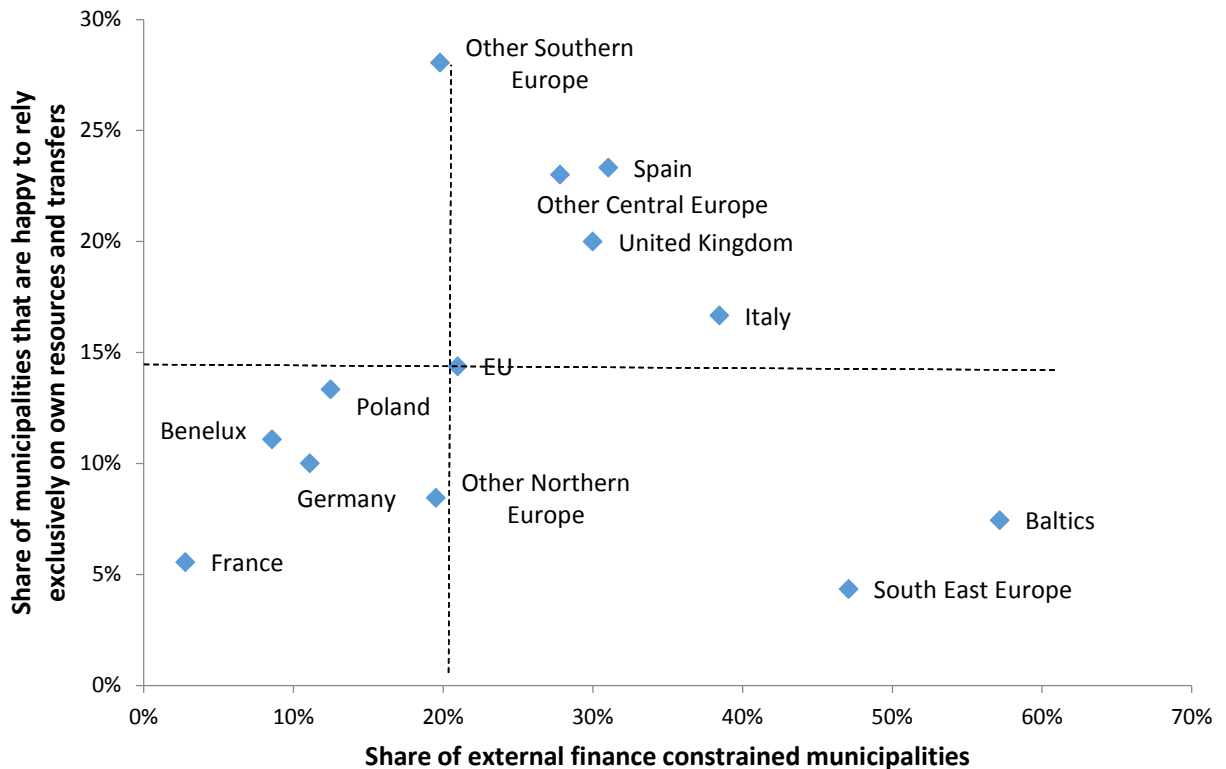 30%
25%
20%
15%
10%
5%
0%
Share of municipalities that are happy to rely
exclusively on own resources and transfers
Other Southern
Europe
Spain
Other Central Europe
United Kingdom
Italy
EU
Poland
Benelux
Germany
Other Northern
Europe
Baltics
France
South East Europe
0%
10%
20%
30%
40%
50%
60%
70%
Share of external finance constrained municipalities